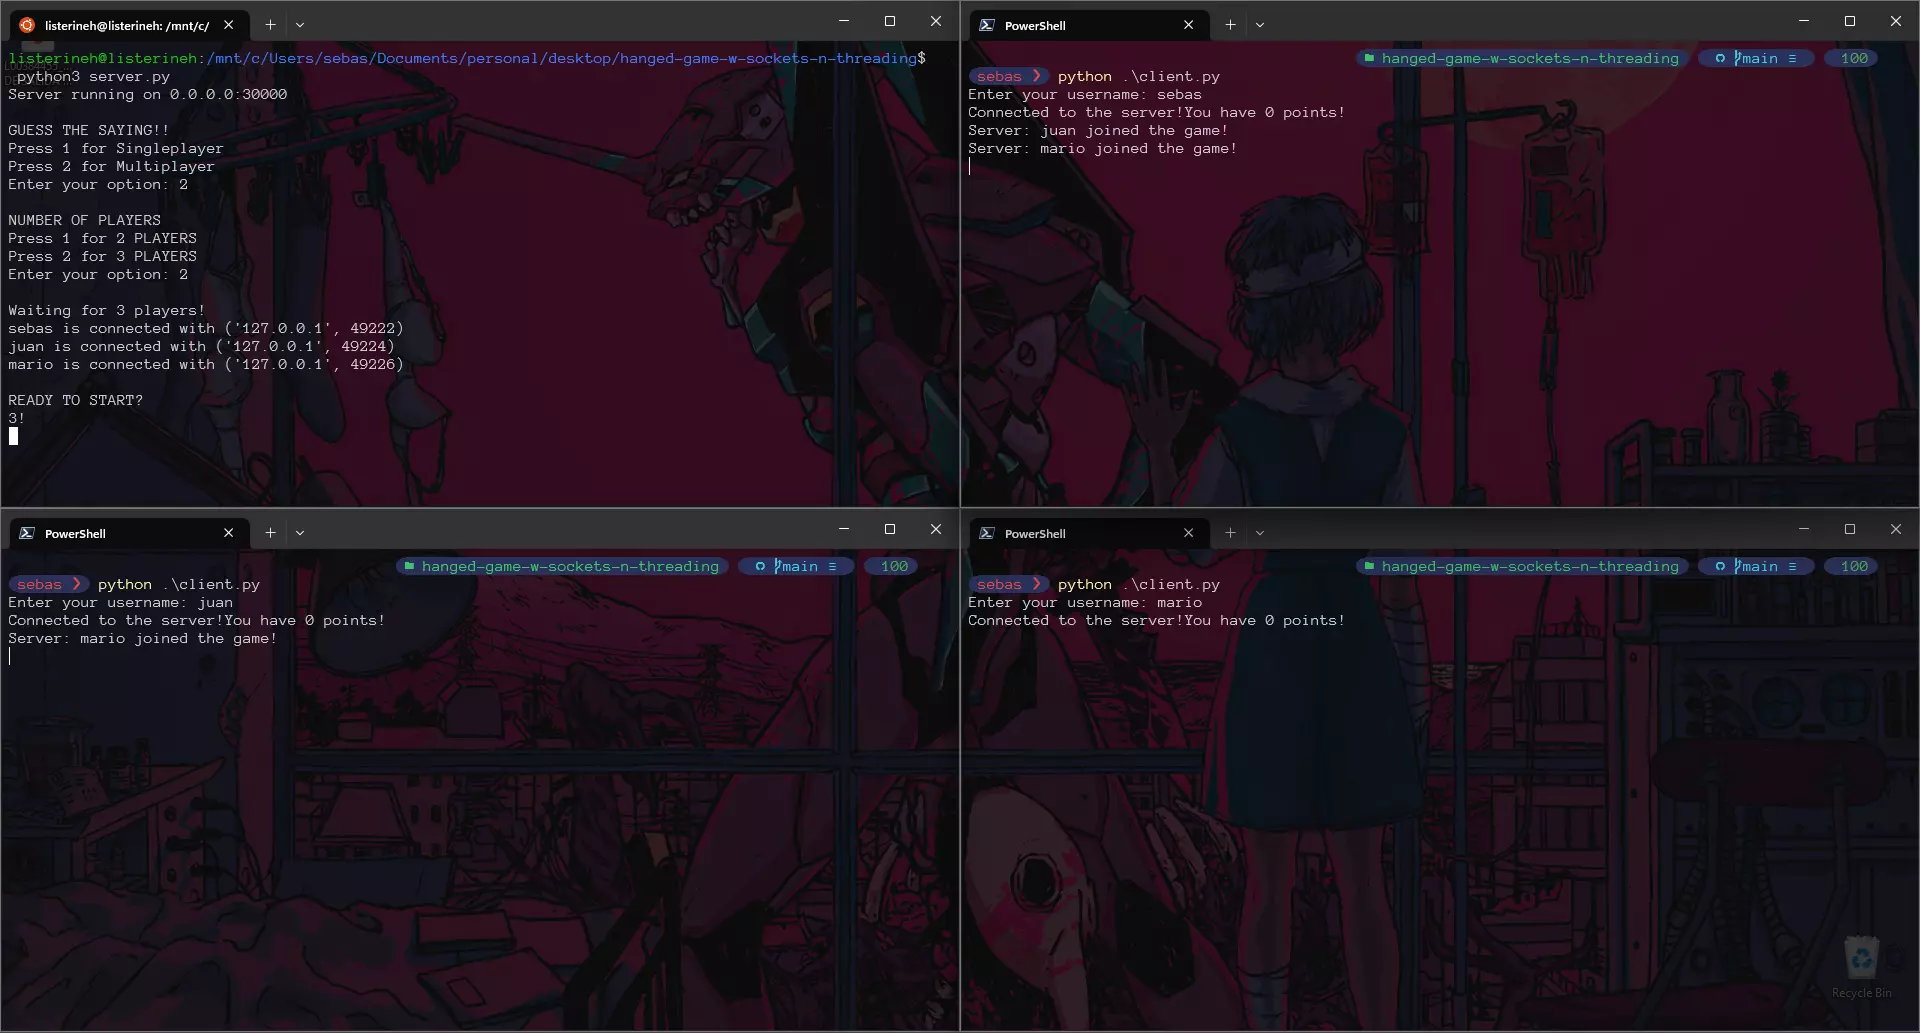 listerineh@listerineh: /mnt/c/
listerineh@listerineh:/mnt/c/Users/sebas/Documents/personal/desktop/hanged-game-w-sockets-n-threading$
python3 server.py
Server running on 0.0.0.0:30000
GUESS THE SAYING!!
Press 1 for Singleplayer
Press 2 for Multiplayer
Enter your option: 2
NUMBER OF PLAYERS
Press 1 for 2 PLAYERS
Press 2 for 3 PLAYERS
Enter your option: 2
Waiting for 3 players!
sebas is connected with ('127.0.0.1', 49222)
juan is connected with ('127.0.0.1', 49224)
mario is connected with ('127.0.0.1', 49226)
READY TO START?
3!
PowerShell
hanged-game-w-sockets-n-threading main ≡ 100
sebas ❯ python .\client.py
Enter your username: sebas
Connected to the server!You have 0 points!
Server: juan joined the game!
Server: mario joined the game!
PowerShell
hanged-game-w-sockets-n-threading main ≡ 100
sebas ❯ python .\client.py
Enter your username: juan
Connected to the server!You have 0 points!
Server: mario joined the game!
PowerShell
hanged-game-w-sockets-n-threading main ≡ 100
sebas ❯ python .\client.py
Enter your username: mario
Connected to the server!You have 0 points!
Recycle Bin